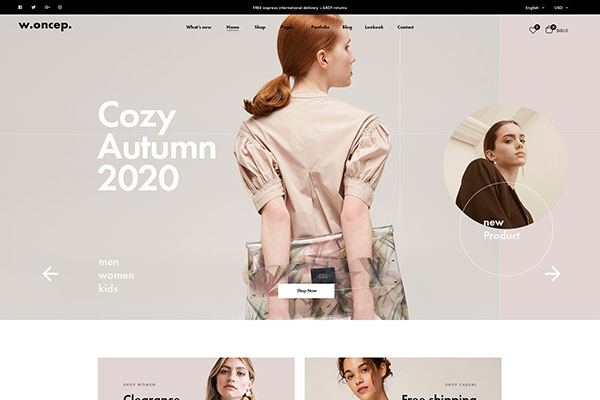 FREE express international delivery + EASY returns
English
USD
w.oncep.
What's new
Home
Shop
Pages
Portfolio
Blog
Lookook
Contact
0
0
$00.0
Cozy
Autumn
2020
new
Product
men
women
kids
Shop Now
SHOP WOMEN
Clearance
SHOP CASUAL
Free shipping